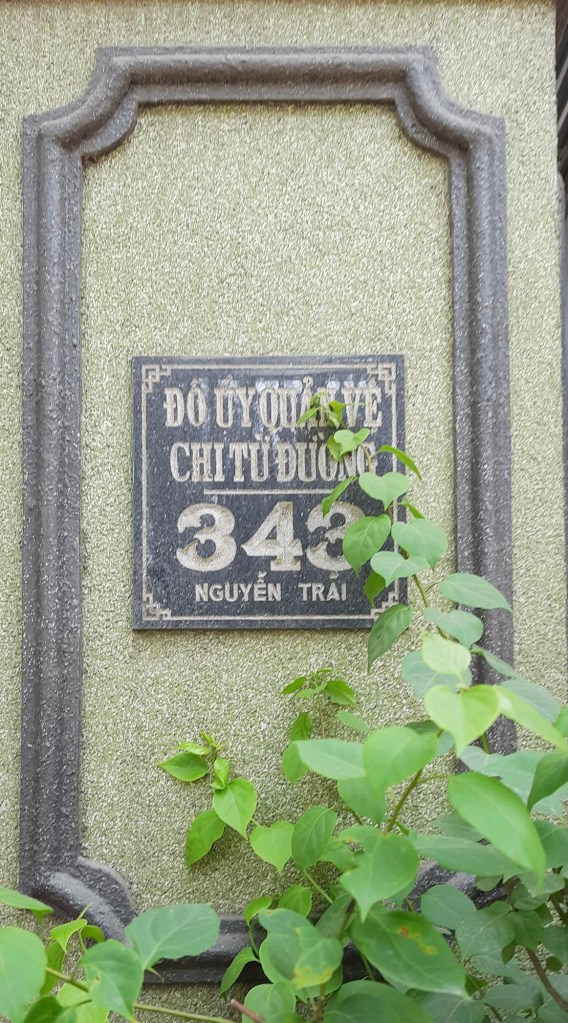 ĐÔ ÚY QUẢN VỆ
CHI TỪ ĐƯỜNG
343
NGUYỄN TRÃI